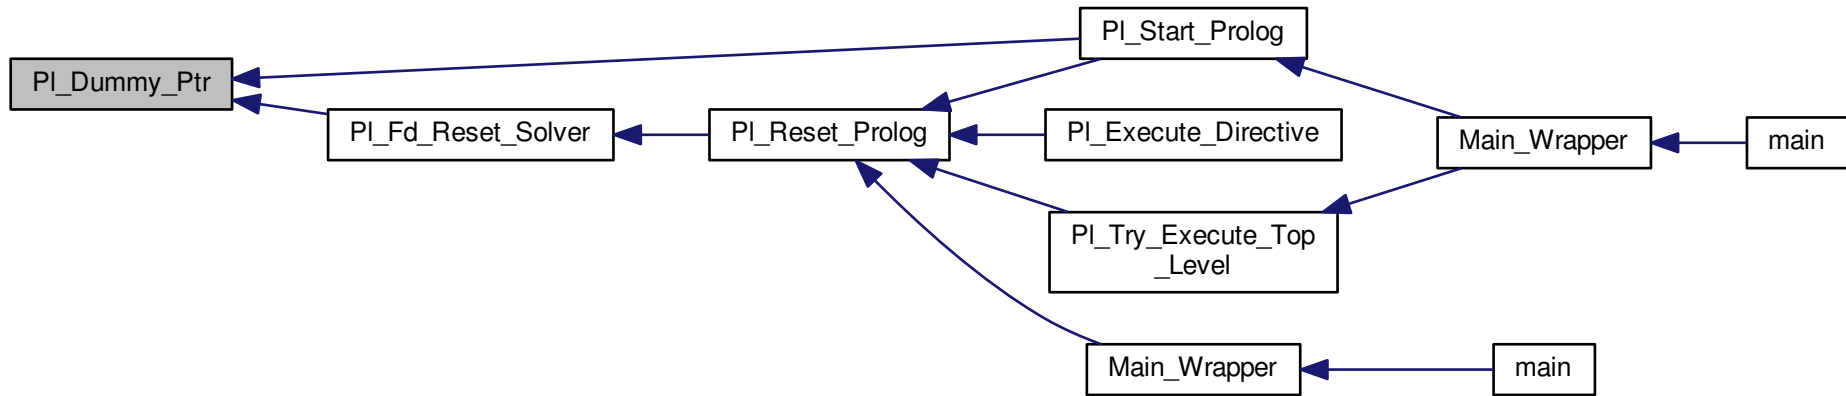 Pl_Start_Prolog
Pl_Dummy_Ptr
Pl_Fd_Reset_Solver
Pl_Reset_Prolog
Pl_Execute_Directive
Main_Wrapper
main
Pl_Try_Execute_Top
_Level
Main_Wrapper
main